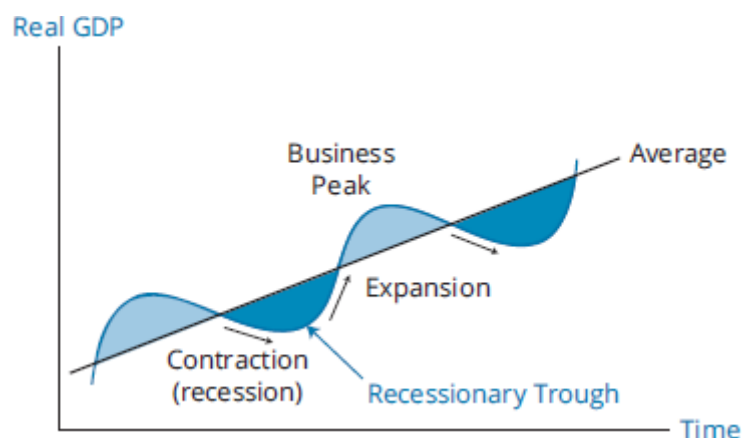 Real GDP
Business
Peak
Average
Expansion
Contraction
(recession)
Recessionary Trough
Time